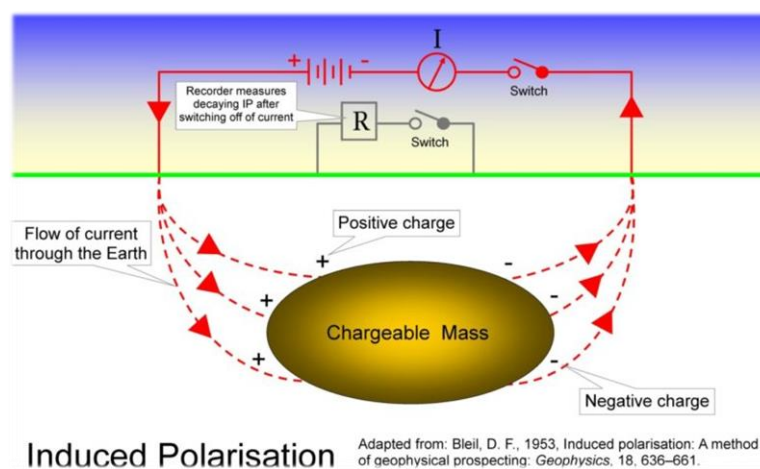 I
+ -
Switch
Recorder measures
decaying IP after
switching off of current
R
Switch
Flow of current
through the Earth
Positive charge
+ -
+ -
+ -
Chargeable Mass
Negative charge
Induced Polarisation
Adapted from: Bleil, D. F., 1953, Induced polarisation: A method
of geophysical prospecting: Geophysics, 18, 636–661.